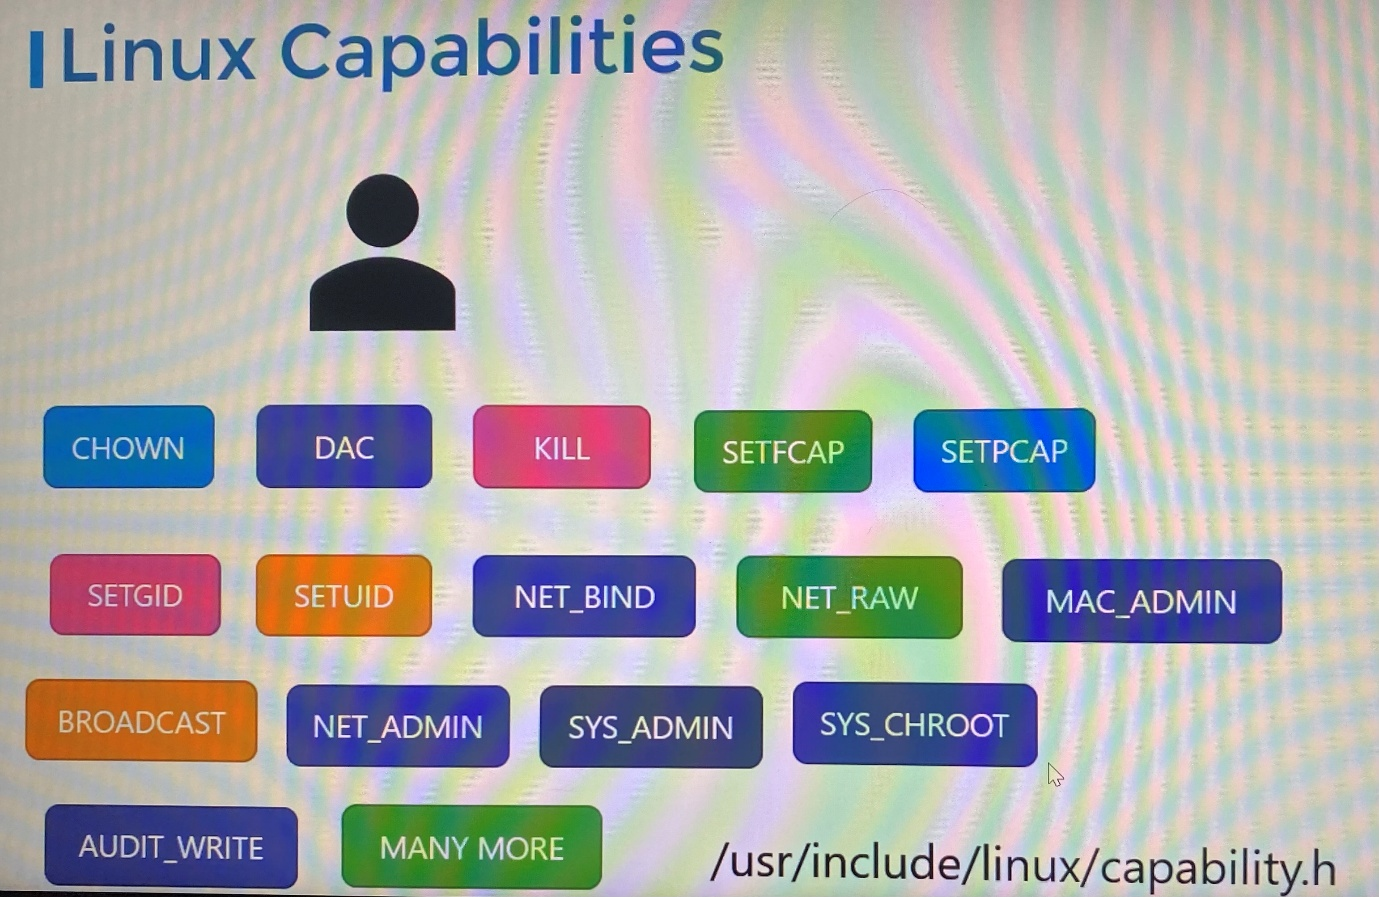 Linux Capabilities
CHOWN DAC KILL SETFCAP SETPCAP
SETGID SETUID NET_BIND NET_RAW MAC_ADMIN
BROADCAST NET_ADMIN SYS_ADMIN SYS_CHROOT
AUDIT_WRITE MANY MORE
/usr/include/linux/capability.h